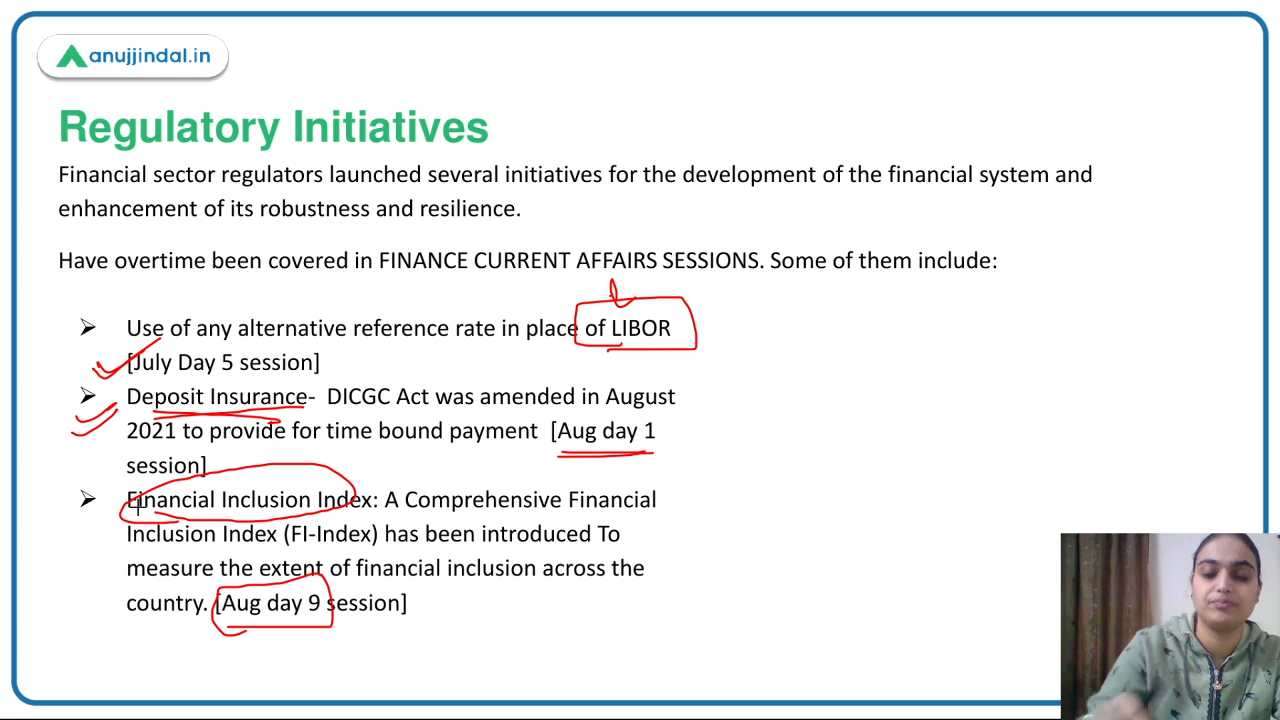 anujjindal.in
Regulatory Initiatives
Financial sector regulators launched several initiatives for the development of the financial system and
enhancement of its robustness and resilience.
Have overtime been covered in FINANCE CURRENT AFFAIRS SESSIONS. Some of them include:
Use of any alternative reference rate in place of LIBOR
[July Day 5 session]
Deposit Insurance- DICGC Act was amended in August
2021 to provide for time bound payment [Aug day 1
session]
Financial Inclusion Index: A Comprehensive Financial
Inclusion Index (FI-Index) has been introduced To
measure the extent of financial inclusion across the
country. [Aug day 9 session]